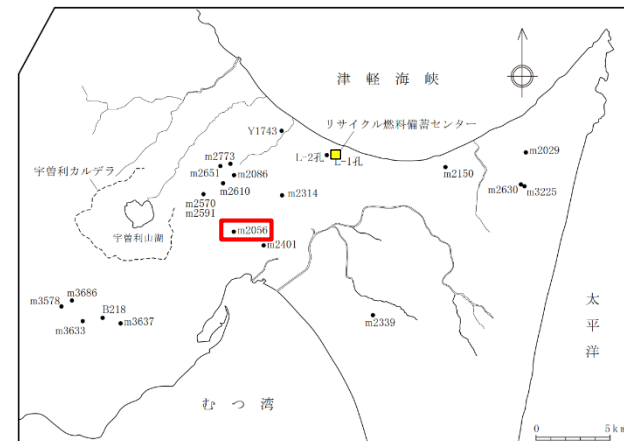 津軽海峡
Y1743
リサイクル燃料備蓄センター
L-2孔
L-1孔
m2029
m2773
m2651
m2086
m2150
宇曽利カルデラ
m2610
m2630
m3225
m2570
m2591
m2314
宇曽利山湖
m2056
m2401
m3686
m3578
B218
m2339
m3633
m3637
太平洋
むつ湾
0 5km